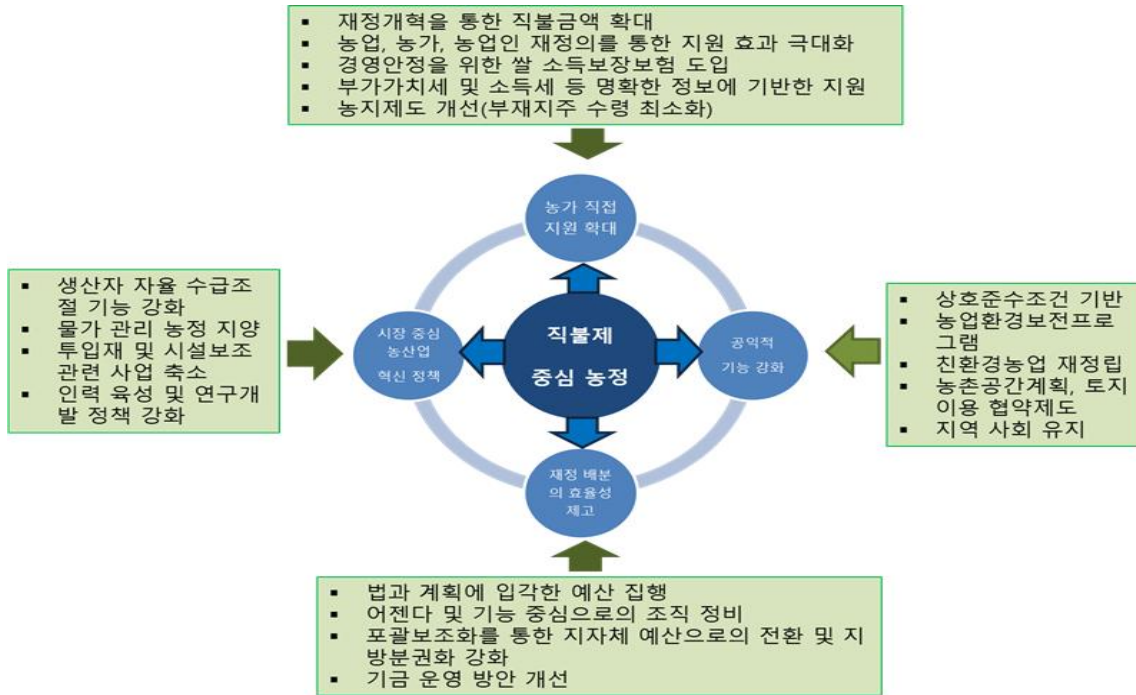 ▪ 재정개혁을 통한 직불금액 확대
▪ 농업, 농가, 농업인 재정의를 통한 지원 효과 극대화
▪ 경영안정을 위한 쌀 소득보장보험 도입
▪ 부가가치세 및 소득세 등 명확한 정보에 기반한 지원
▪ 농지제도 개선(부재지주 수령 최소화)
농가 직접
지원 확대
▪ 생산자 자율 수급조
절 기능 강화
▪ 물가 관리 농정 지양
▪ 투입재 및 시설보조
관련 사업 축소
▪ 인력 육성 및 연구개
발 정책 강화
시장 중심
농산업
혁신 정책
직불제
중심 농정
공익적
기능 강화
▪ 상호준수조건 기반
▪ 농업환경보전프로
그램
▪ 친환경농업 재정립
▪ 농촌공간계획, 토지
이용 협약제도
▪ 지역 사회 유지
재정 배분
의 효율성
제고
▪ 법과 계획에 입각한 예산 집행
▪ 어젠다 및 기능 중심으로의 조직 정비
▪ 포괄보조화를 통한 지자체 예산으로의 전환 및 지
방분권화 강화
▪ 기금 운영 방안 개선